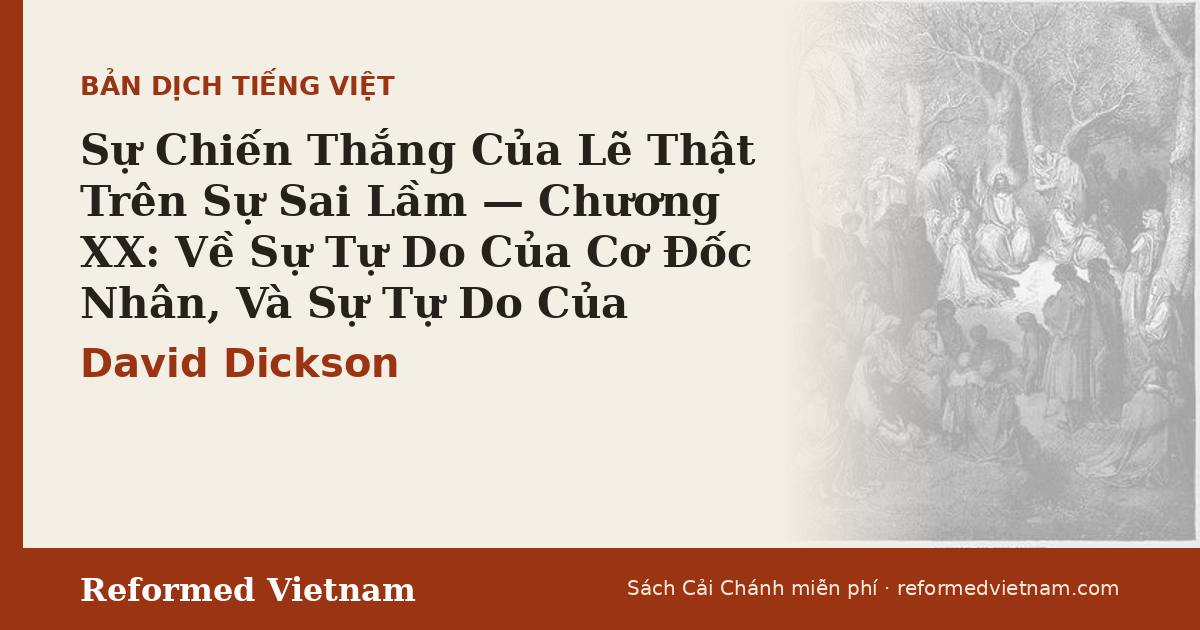 BẢN DỊCH TIẾNG VIỆT
Sự Chiến Thắng Của Lẽ Thật
Trên Sự Sai Lầm — Chương
XX: Về Sự Tự Do Của Cơ Đốc
Nhân, Và Sự Tự Do Của
David Dickson
Reformed Vietnam
Sách Cải Chánh miễn phí · reformedvietnam.com